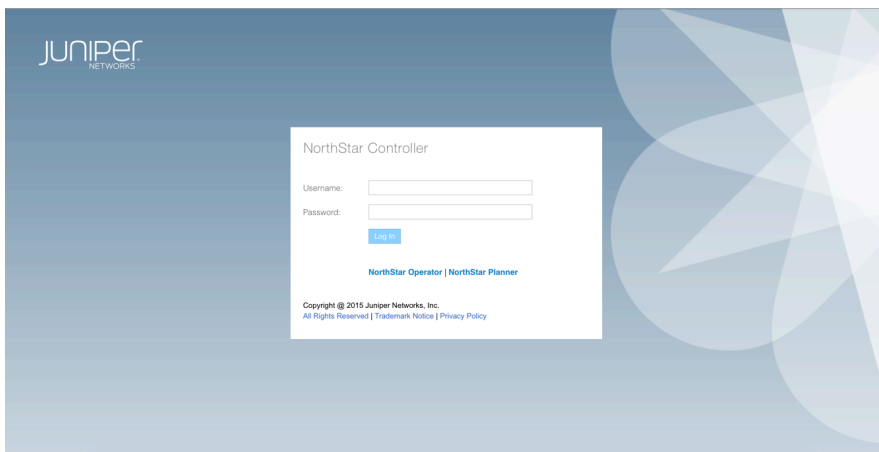 JUNIPER
NETWORKS
NorthStar Controller
Username:
Password:
Log In
NorthStar Operator | NorthStar Planner
Copyright @ 2015 Juniper Networks, Inc.
All Rights Reserved | Trademark Notice | Privacy Policy